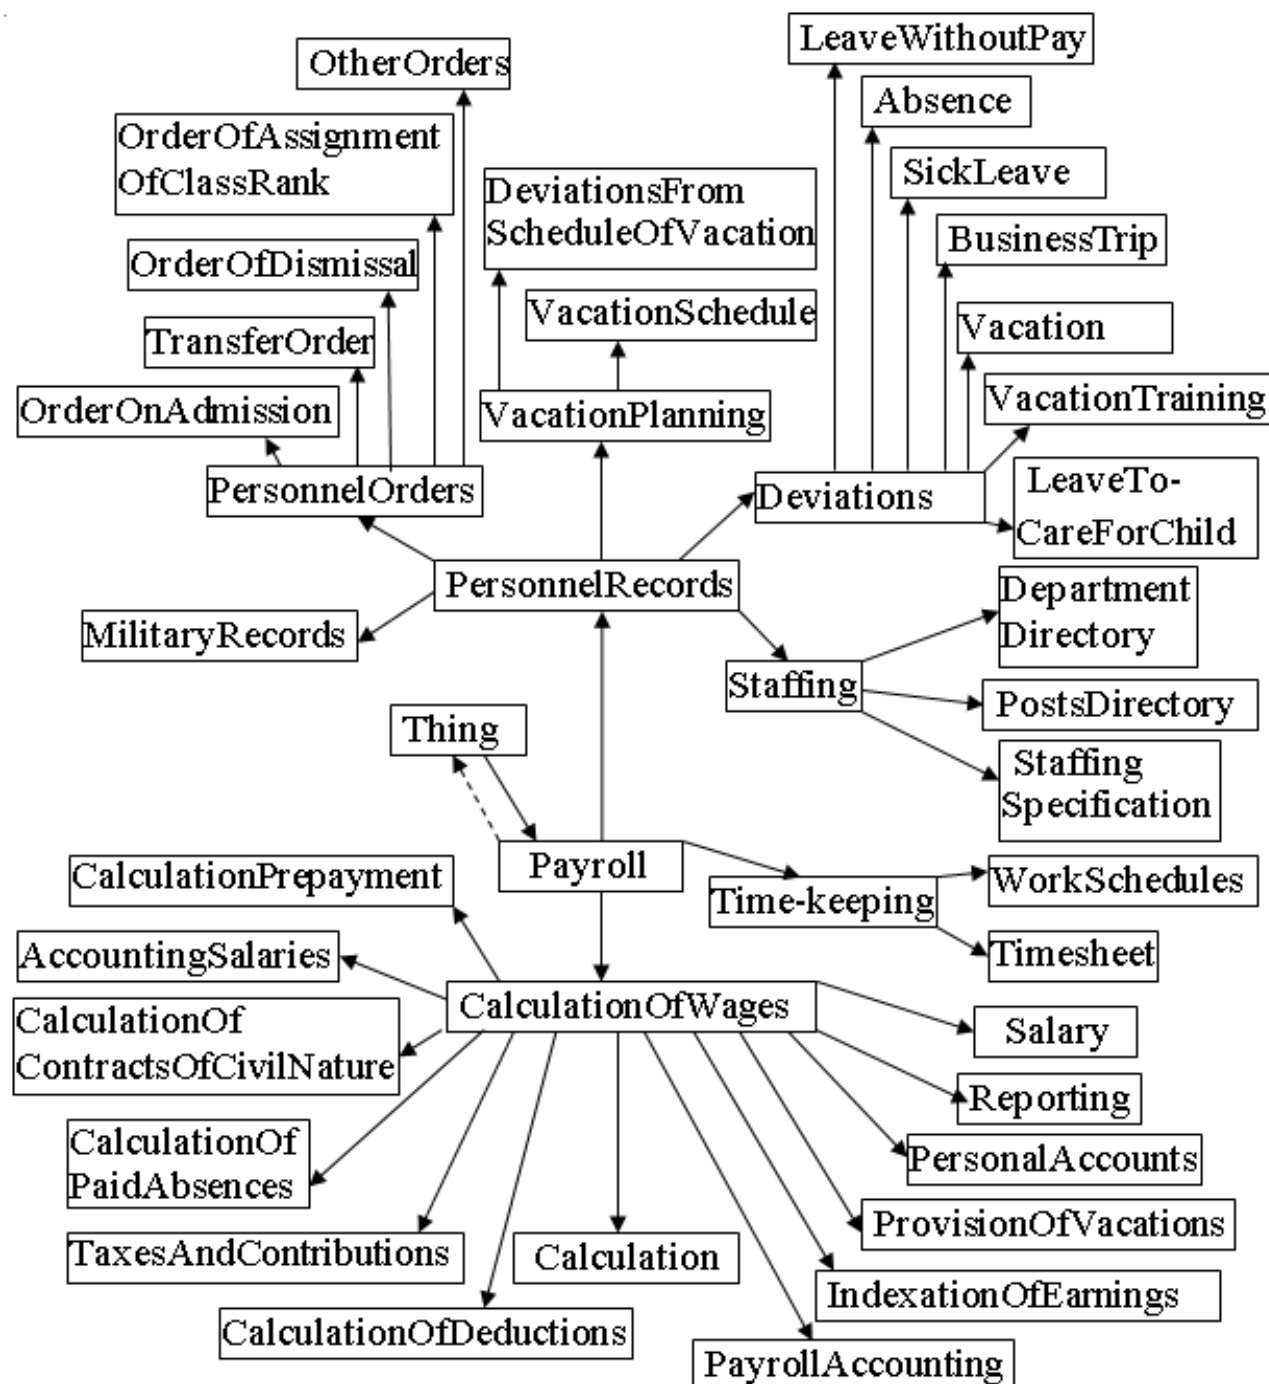 LeaveWithoutPay
OtherOrders
Absence
OrderOfAssignment
OfClassRank
SickLeave
DeviationsFrom
ScheduleOfVacation
BusinessTrip
OrderOfDismissal
VacationSchedule
Vacation
TransferOrder
VacationTraining
OrderOnAdmission
VacationPlanning
PersonnelOrders
Deviations
LeaveTo-
CareForChild
PersonnelRecords
Department
Directory
MilitaryRecords
Staffing
PostsDirectory
Thing
Staffing
Specification
Payroll
CalculationPrepayment
WorkSchedules
Time-keeping
AccountingSalaries
Timesheet
CalculationOfWages
CalculationOf
ContractsOfCivilNature
Salary
Reporting
CalculationOf
PaidAbsences
PersonalAccounts
ProvisionOfVacations
TaxesAndContributions
Calculation
IndexationOfEarnings
CalculationOfDeductions
PayrollAccounting